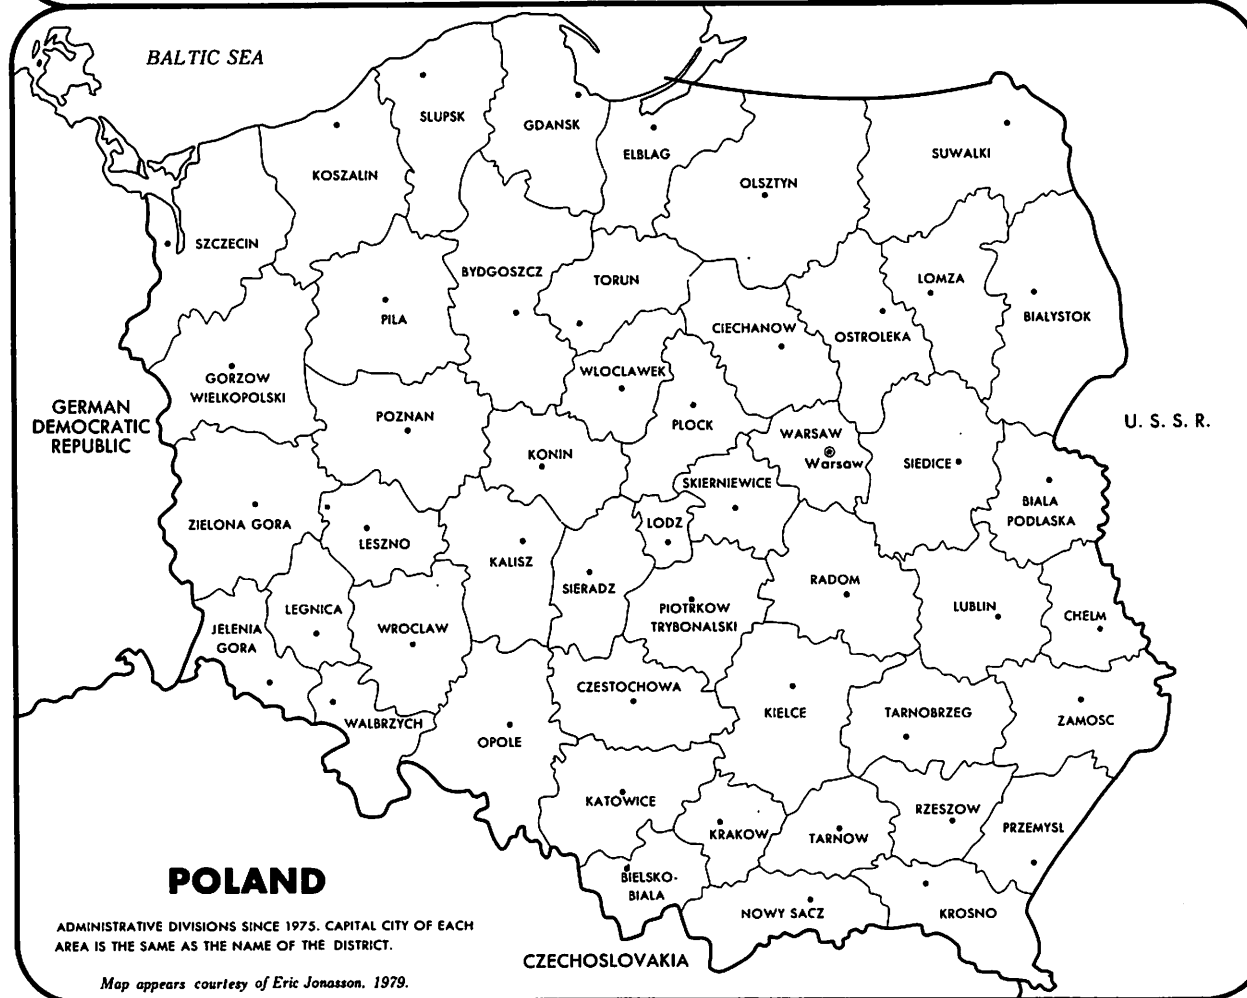 BALTIC SEA
SLUPSK
GDANSK
ELBLAG
SUWALKI
KOSZALIN
OLSZTYN
SZCZECIN
BYDGOSZCZ
TORUN
LOMZA
PILA
CIECHANOW
OSTROLEKA
BIALYSTOK
GORZOW
WIELKOPOLSKI
WLOCLAWEK
GERMAN
DEMOCRATIC
REPUBLIC
POZNAN
PLOCK
WARSAW
Warsaw
U. S. S. R.
KONIN
SIEDICE
SKIERNIEWICE
BIALA
PODLASKA
ZIELONA GORA
LESZNO
LODZ
KALISZ
SIERADZ
RADOM
LEGNICA
PIOTRKOW
TRYBONALSKI
LUBLIN
CHELM
JELENIA
GORA
WROCLAW
CZESTOCHOWA
KIELCE
TARNOBRZEG
ZAMOSC
WALBRZYCH
OPOLE
KATOWICE
KRAKOW
TARNOW
RZESZOW
PRZEMYSL
BIELSKO-
BIALA
NOWY SACZ
KROSNO
CZECHOSLOVAKIA
POLAND
ADMINISTRATIVE DIVISIONS SINCE 1975. CAPITAL CITY OF EACH
AREA IS THE SAME AS THE NAME OF THE DISTRICT.
Map appears courtesy of Eric Jonasson, 1979.